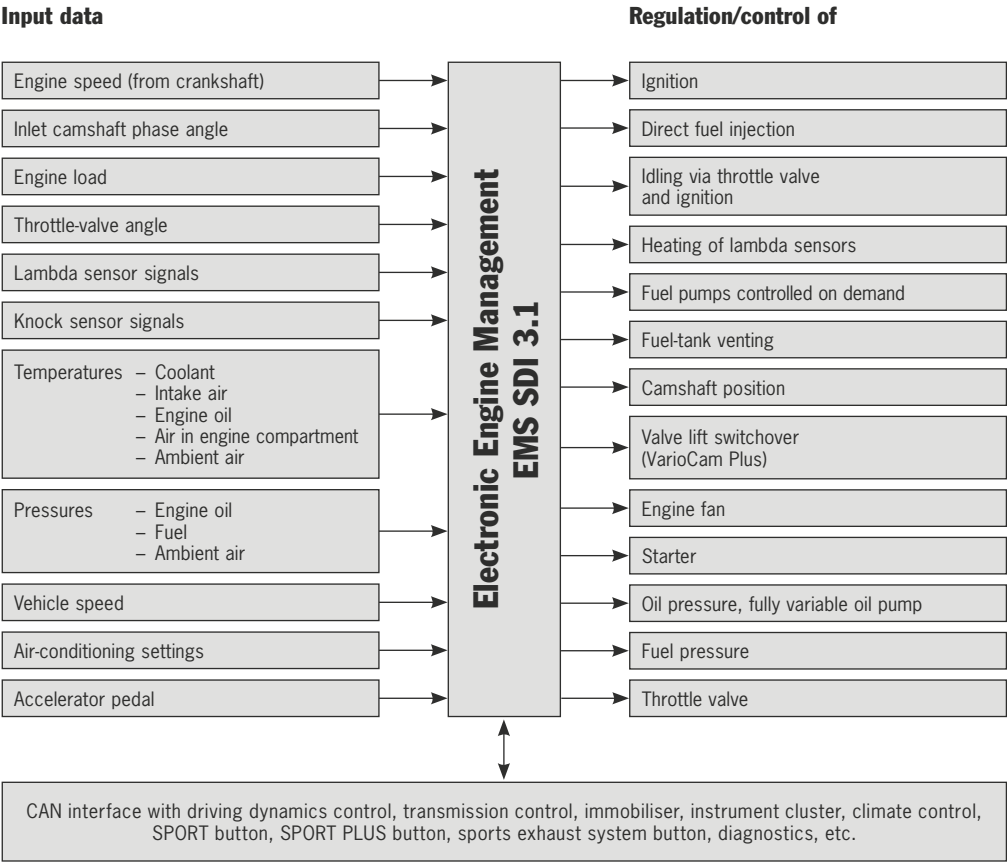 Input data
Regulation/control of
Engine speed (from crankshaft)
Inlet camshaft phase angle
Engine load
Throttle-valve angle
Lambda sensor signals
Knock sensor signals
Temperatures – Coolant
– Intake air
– Engine oil
– Air in engine compartment
– Ambient air
Pressures – Engine oil
– Fuel
– Ambient air
Vehicle speed
Air-conditioning settings
Accelerator pedal
Electronic Engine Management
EMS SDI 3.1
Ignition
Direct fuel injection
Idling via throttle valve
and ignition
Heating of lambda sensors
Fuel pumps controlled on demand
Fuel-tank venting
Camshaft position
Valve lift switchover
(VarioCam Plus)
Engine fan
Starter
Oil pressure, fully variable oil pump
Fuel pressure
Throttle valve
CAN interface with driving dynamics control, transmission control, immobiliser, instrument cluster, climate control,
SPORT button, SPORT PLUS button, sports exhaust system button, diagnostics, etc.